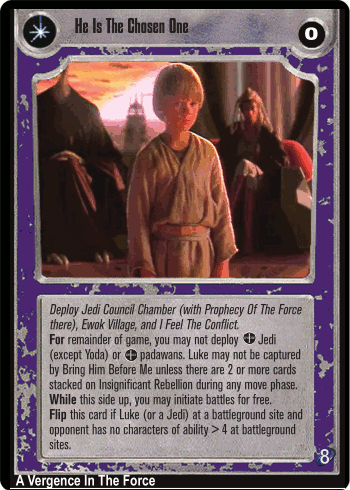 He Is The Chosen One
0
Deploy Jedi Council Chamber (with Prophecy Of The Force
there), Ewok Village, and I Feel The Conflict.
For remainder of game, you may not deploy Jedi
(except Yoda) or padawans. Luke may not be captured
by Bring Him Before Me unless there are 2 or more cards
stacked on Insignificant Rebellion during any move phase.
While this side up, you may initiate battles for free.
Flip this card if Luke (or a Jedi) at a battleground site and
opponent has no characters of ability > 4 at battleground
sites.
8
A Vergence In The Force